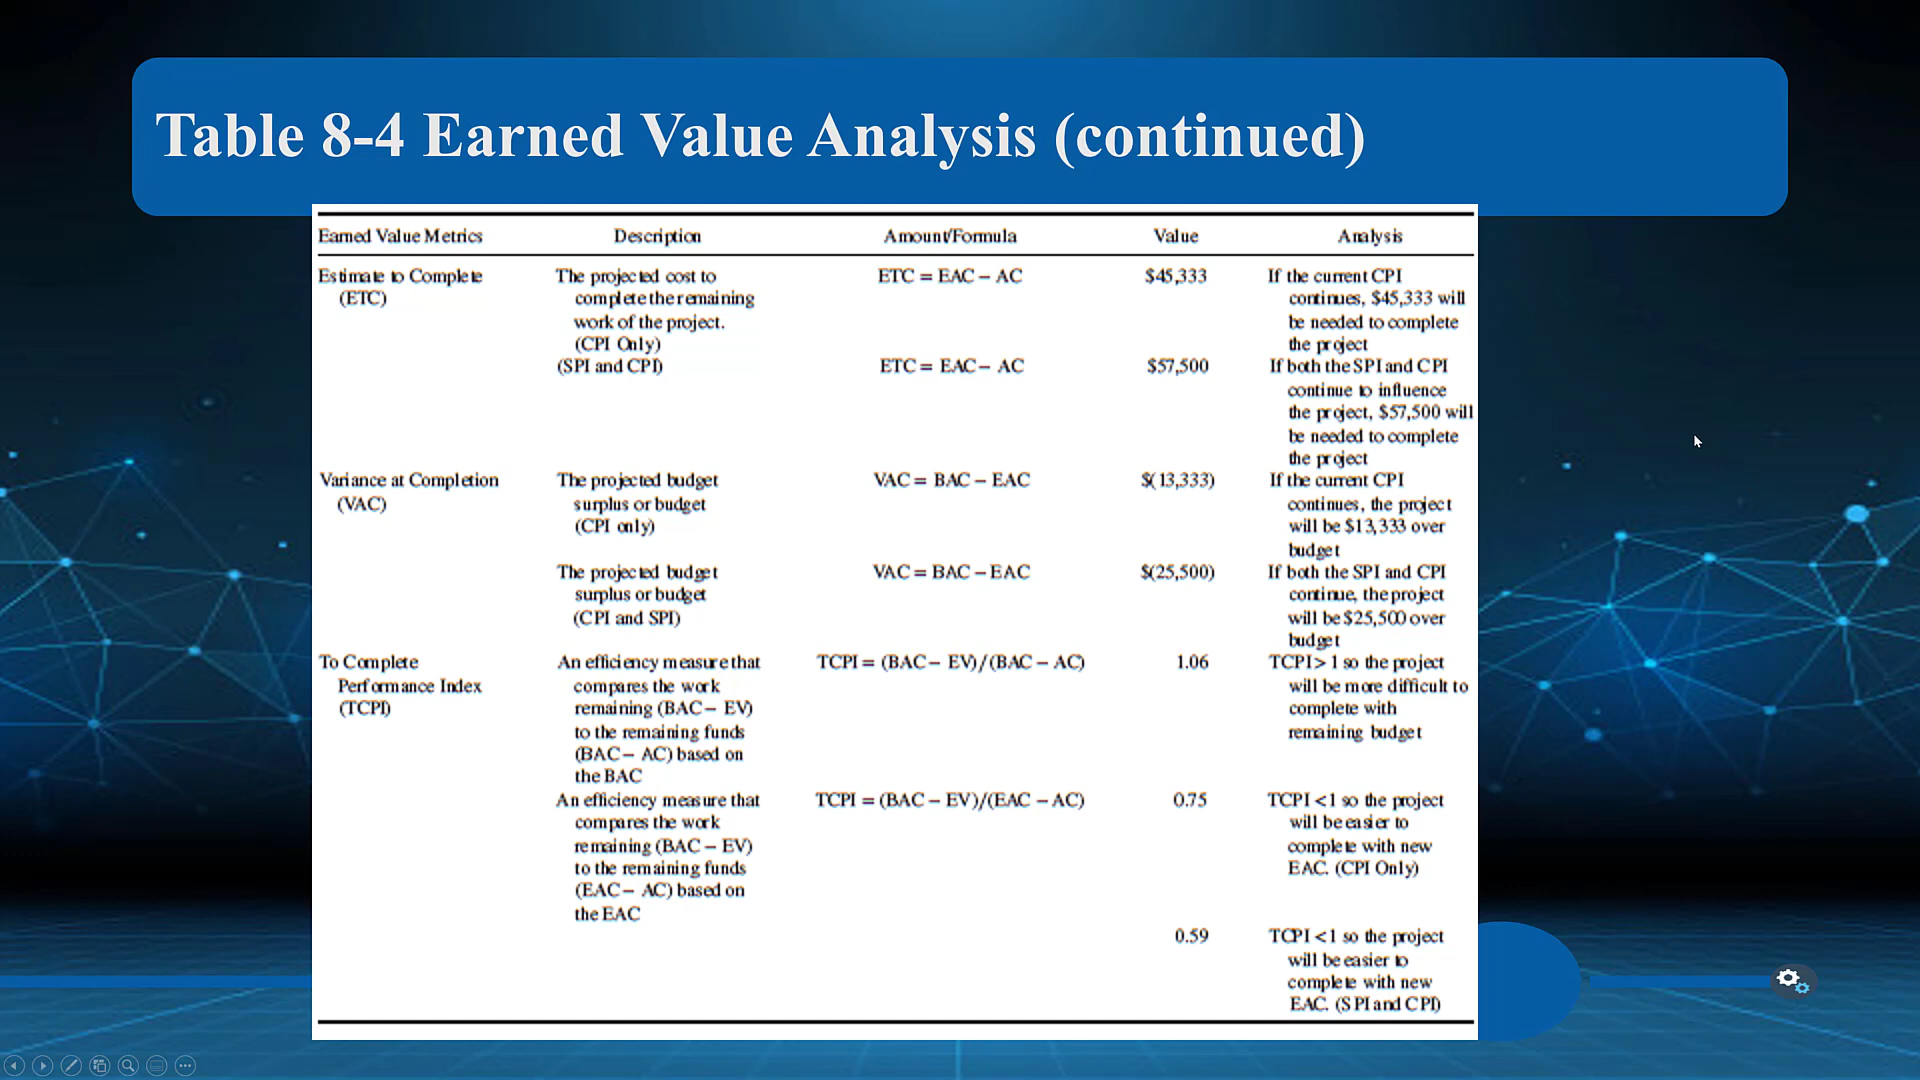 Table 8-4 Earned Value Analysis (continued)
Earned Value Metrics Description Amount/Formula Value Analysis
Estimate to Complete The projected cost to ETC = EAC – AC $45,333 If the current CPI
(ETC) complete the remaining continues, $45,333 will
work of the project. be needed to complete
(CPI Only) the project
(SPI and CPI) ETC = EAC – AC $57,500 If both the SPI and CPI
continue to influence
the project, $57,500 will
be needed to complete
the project
Variance at Completion The projected budget VAC = BAC – EAC $(13,333) If the current CPI
(VAC) surplus or budget continues, the project
(CPI only) will be $13,333 over
budget
The projected budget VAC = BAC – EAC $(25,500) If both the SPI and CPI
surplus or budget continue, the project
(CPI and SPI) will be $25,500 over
budget
To Complete An efficiency measure that TCPI = (BAC – EV)/(BAC – AC) 1.06 TCPI > 1 so the project
Performance Index compares the work will be more difficult to
(TCPI) remaining (BAC – EV) complete with
to the remaining funds remaining budget
(BAC – AC) based on
the BAC
An efficiency measure that TCPI = (BAC – EV)/(EAC – AC) 0.75 TCPI < 1 so the project
compares the work will be easier to
remaining (BAC – EV) complete with new
to the remaining funds EAC. (CPI Only)
(EAC – AC) based on
the EAC
0.59 TCPI < 1 so the project
will be easier to
complete with new
EAC. (SPI and CPI)